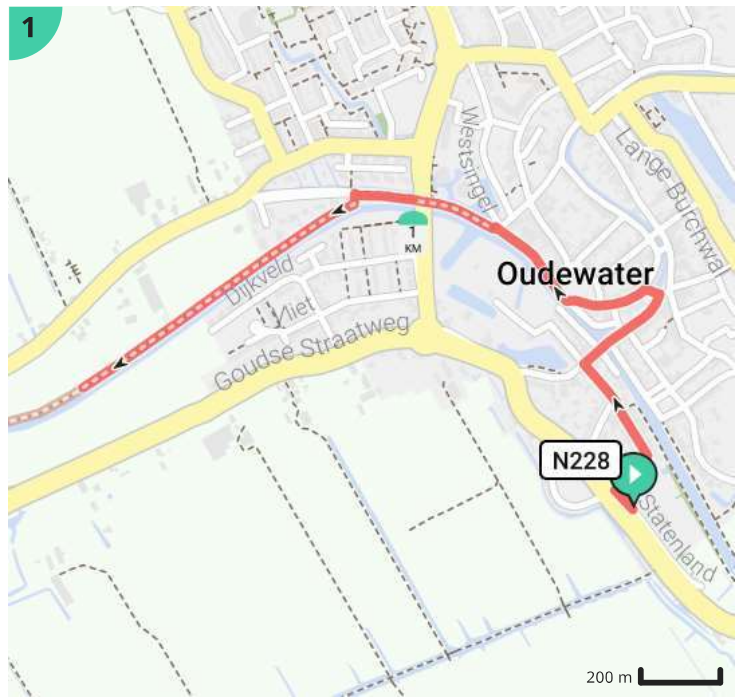 1
Westsingel
Lange Burchwal
1
KM
Oudewater
Dijkveld
Vliet
Goudse Straatweg
N228
Statenland
200 m